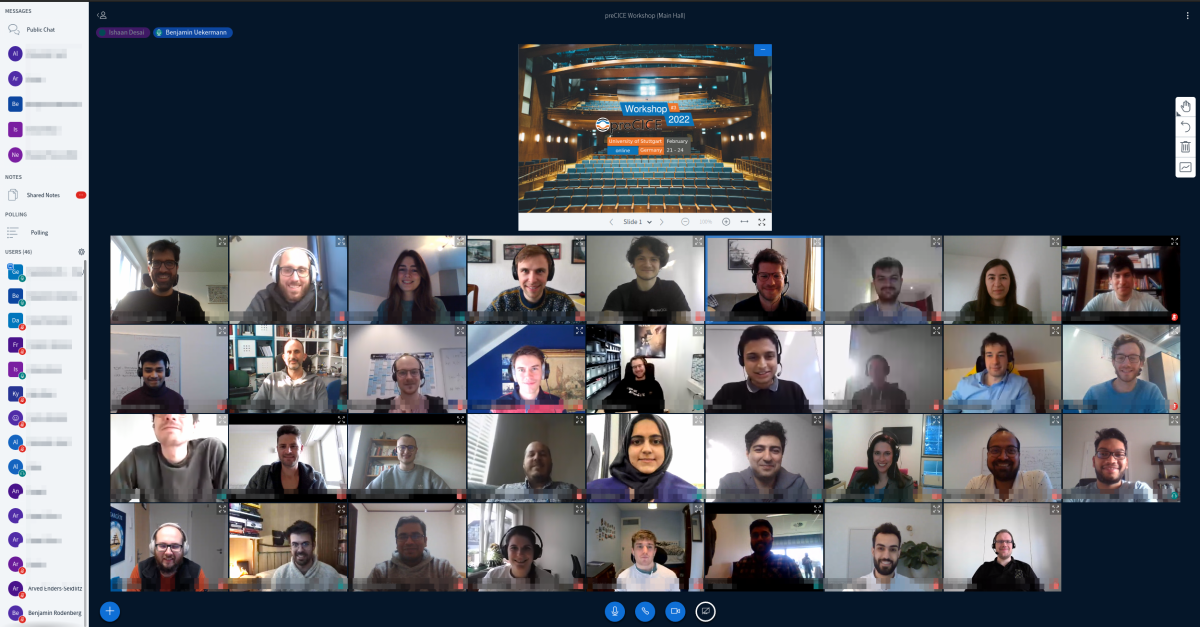 MESSAGES
Public Chat
Al
Ar
Be
Is
Ne
NOTES
Shared Notes
POLLING
Polling
USERS (46)
Be
Be
Da
Fr
Is
Ky
Al
Al
An
Ar
Ar
Ar
Ar
Arved Enders-Seidlitz
Be
Benjamin Rodenberg
preCICE Workshop (Main Hall)
Ishaan Desai
Benjamin Uekermann
Workshop
2022
preCICE
University of Stuttgart
February
online
Germany
21 - 24
Slide 1
100%